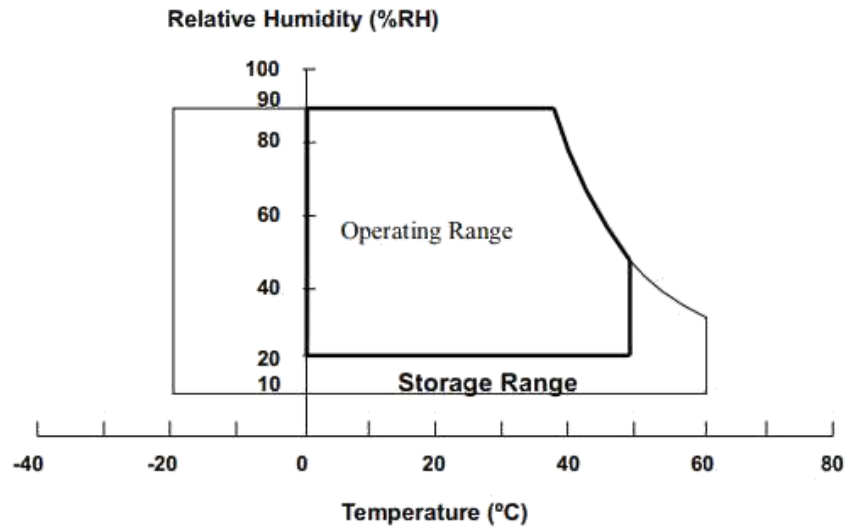 Relative Humidity (%RH)
100
90
80
60
Operating Range
40
20
10
Storage Range
-40 -20 0 20 40 60 80
Temperature (ºC)